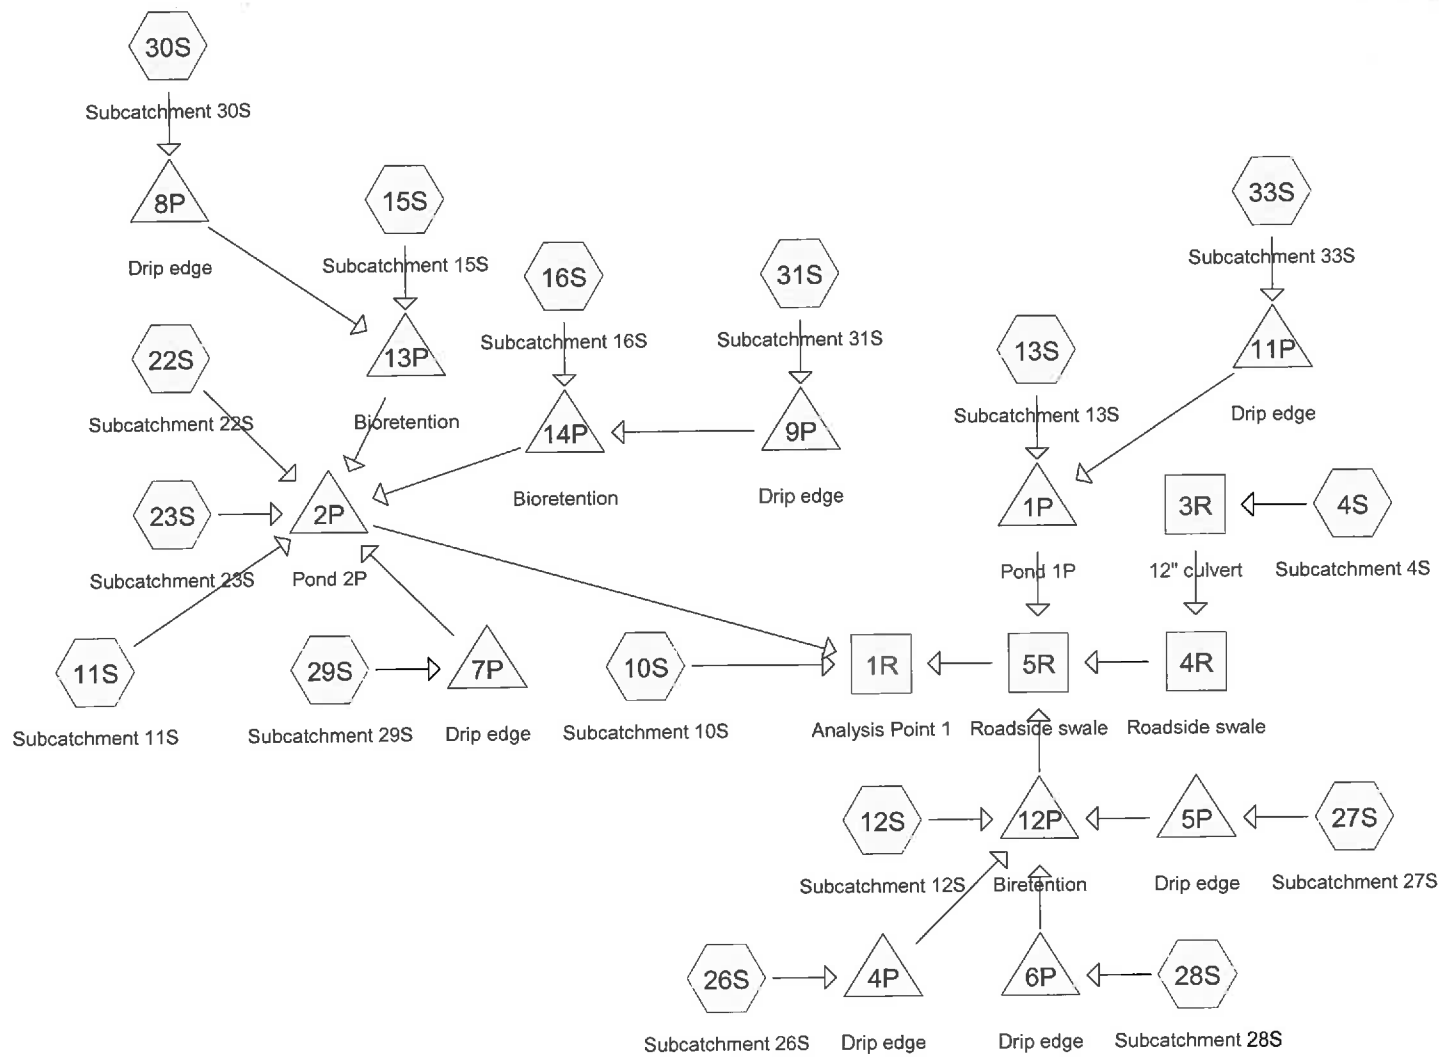 30S
Subcatchment 30S
8P
Drip edge
15S
Subcatchment 15S
33S
Subcatchment 33S
16S
Subcatchment 16S
31S
Subcatchment 31S
22S
Subcatchment 22S
13P
Bioretention
13S
Subcatchment 13S
11P
Drip edge
14P
Bioretention
9P
Drip edge
23S
Subcatchment 23S
2P
Pond 2P
1P
Pond 1P
3R
12" culvert
4S
Subcatchment 4S
11S
Subcatchment 11S
29S
Subcatchment 29S
7P
Drip edge
10S
Subcatchment 10S
1R
Analysis Point 1
5R
Roadside swale
4R
Roadside swale
12S
Subcatchment 12S
12P
Biretention
5P
Drip edge
27S
Subcatchment 27S
26S
Subcatchment 26S
4P
Drip edge
6P
Drip edge
28S
Subcatchment 28S